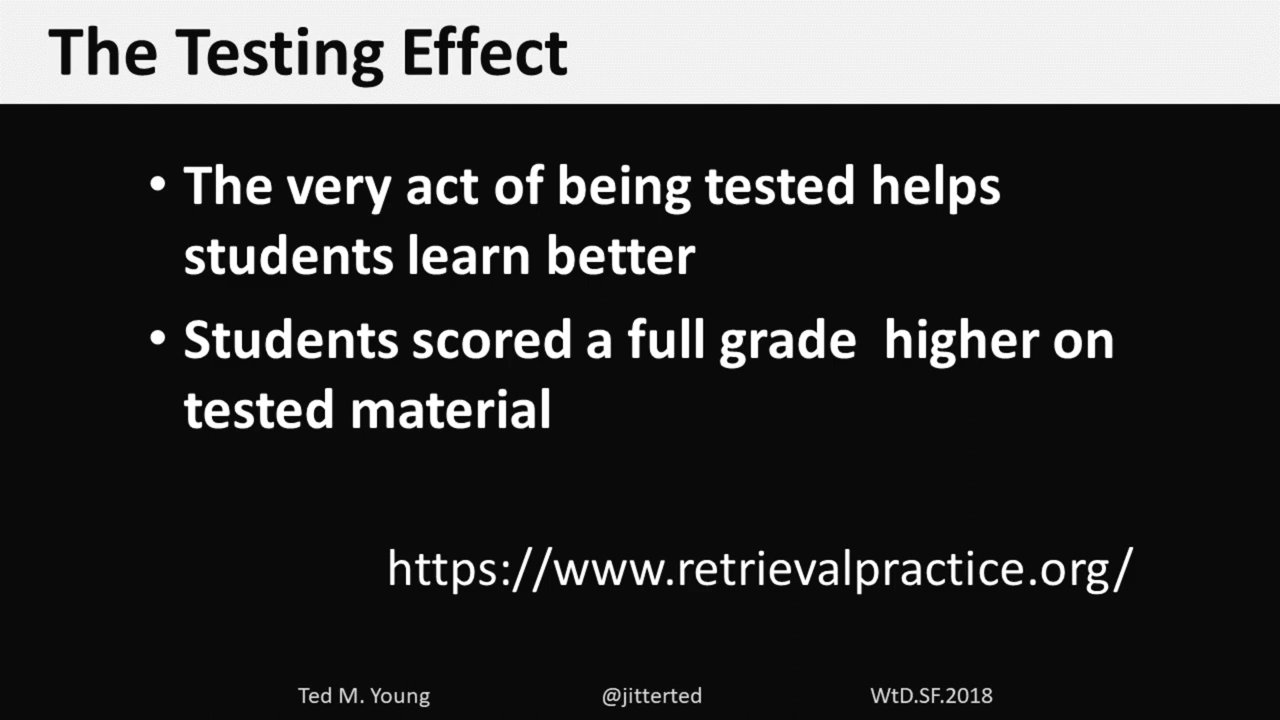 The Testing Effect
• The very act of being tested helps
students learn better
• Students scored a full grade  higher on
tested material
https://www.retrievalpractice.org/
Ted M. Young
@jitterted
WtD.SF.2018